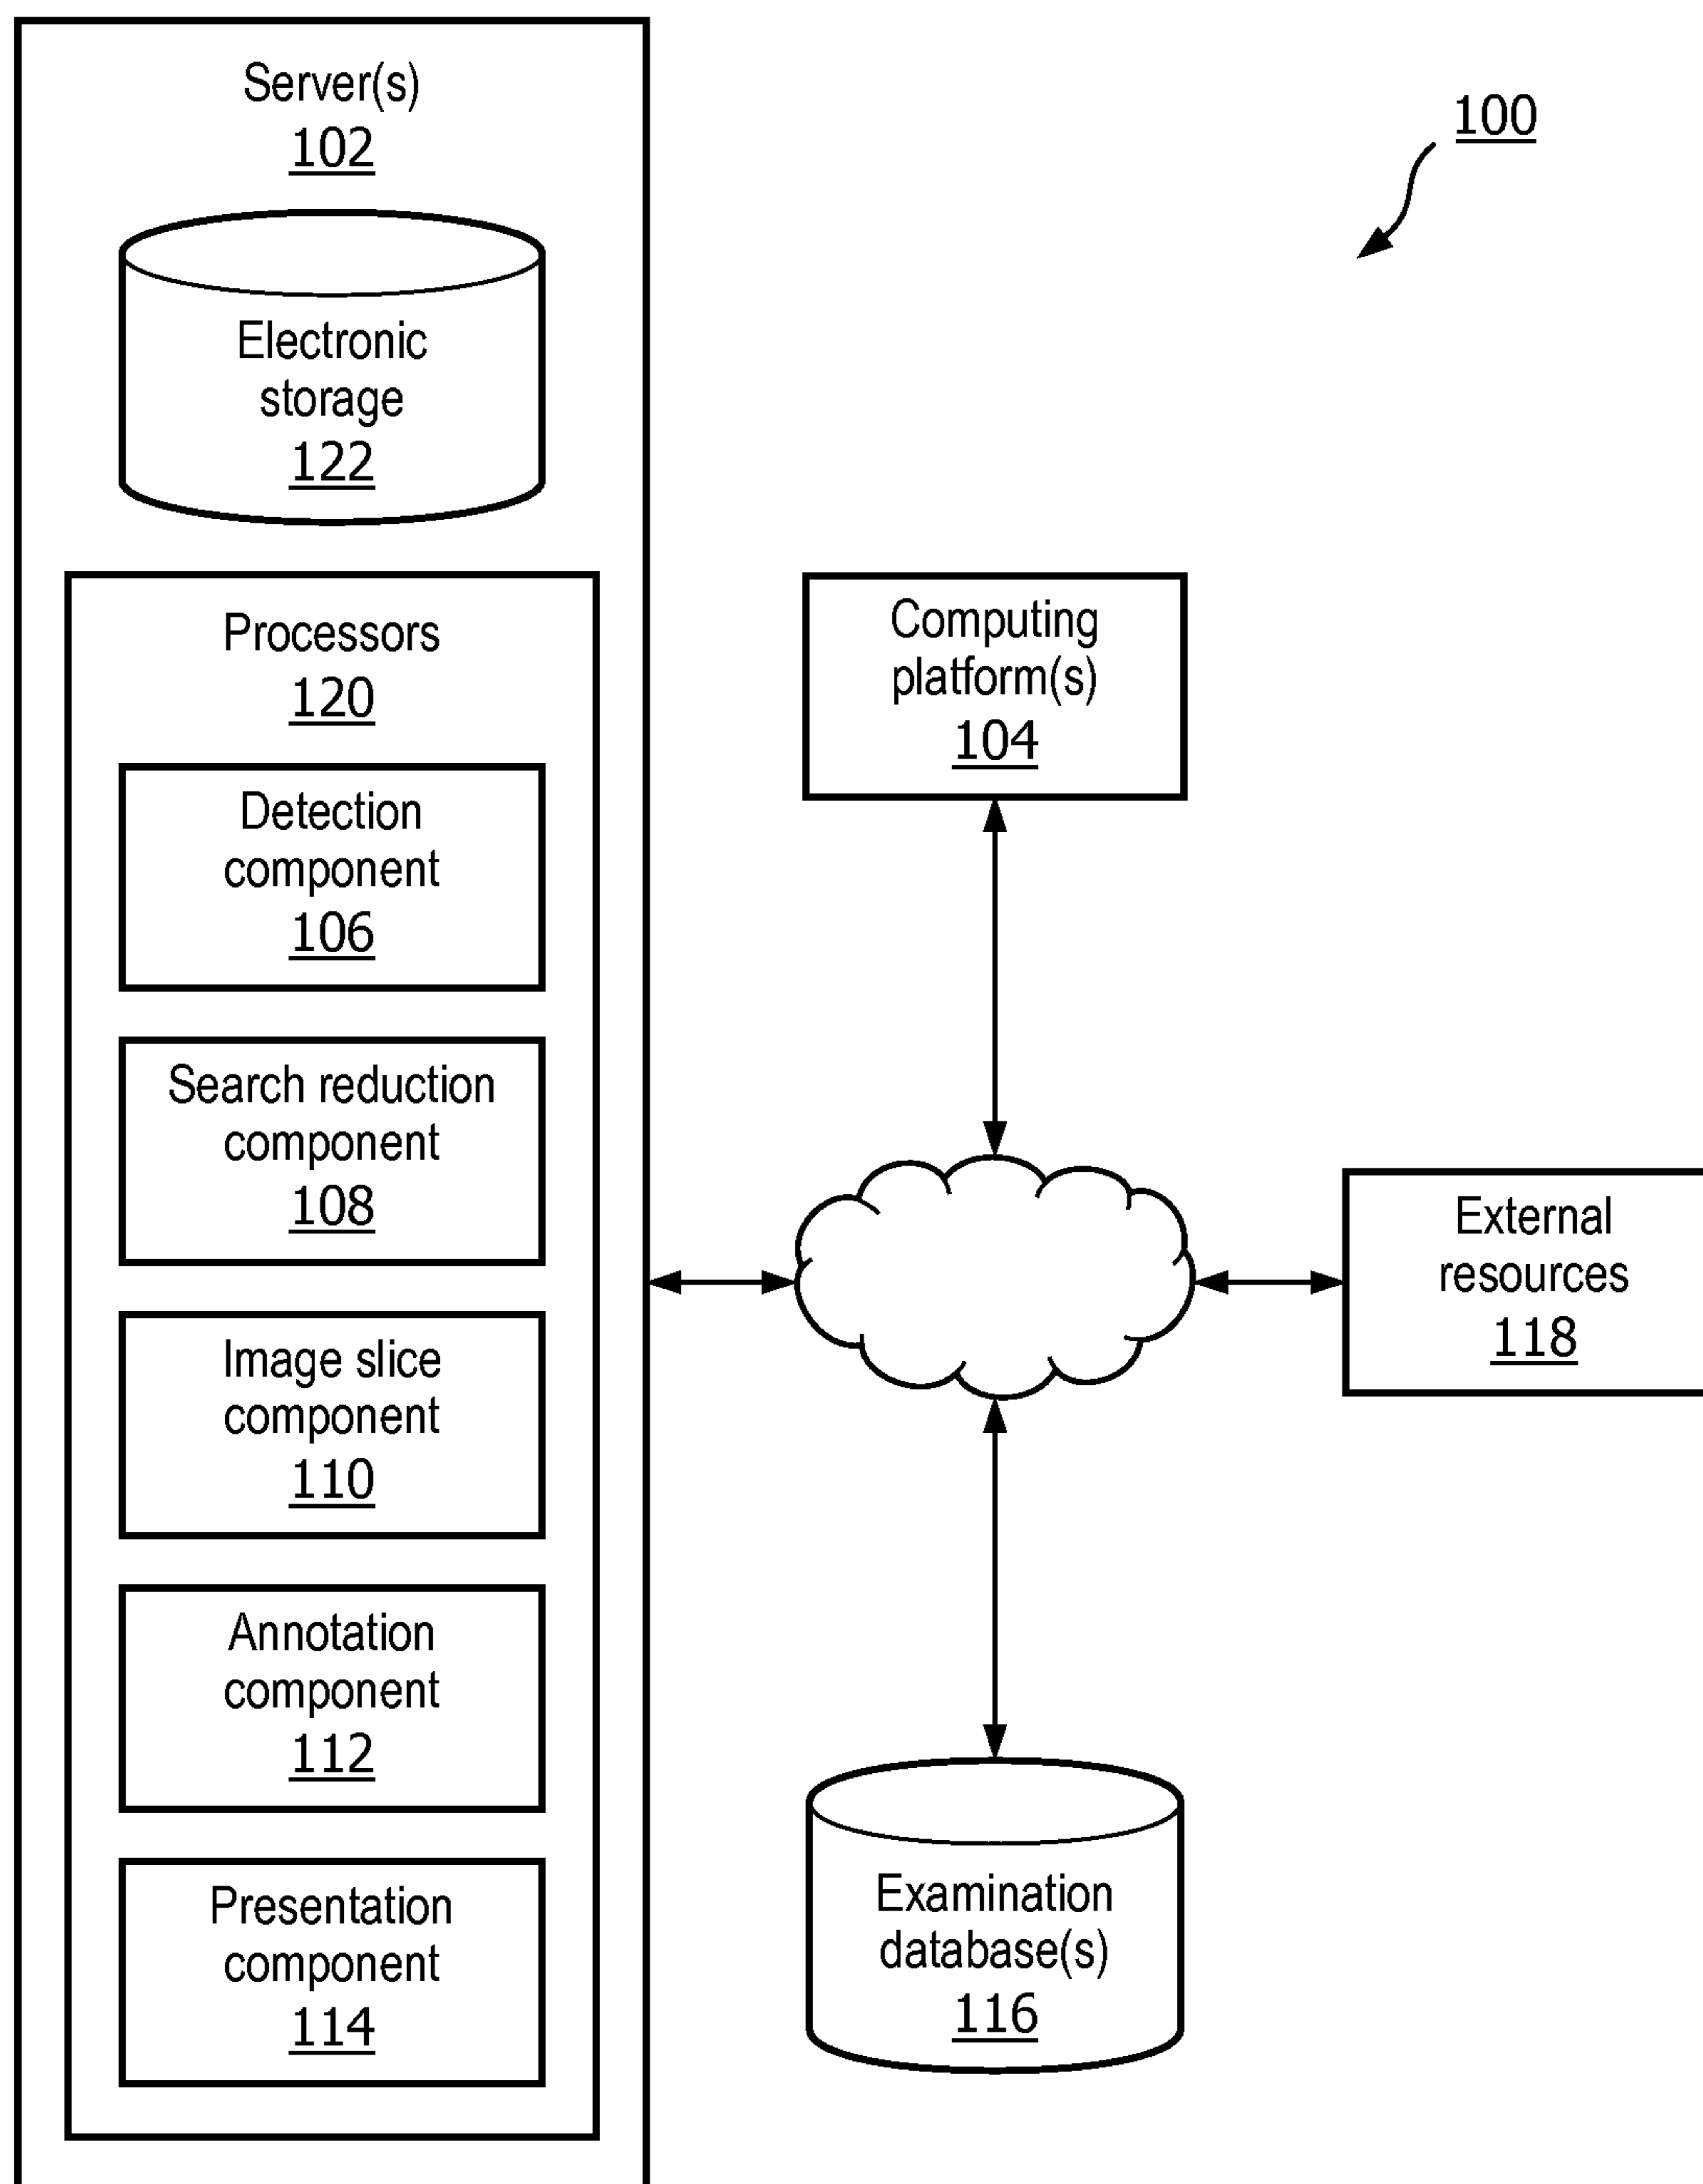 Server(s)
102
100
Electronic
storage
122
Processors
120
Detection
component
106
Search reduction
component
108
Image slice
component
110
Annotation
component
112
Presentation
component
114
Computing
platform(s)
104
External
resources
118
Examination
database(s)
116